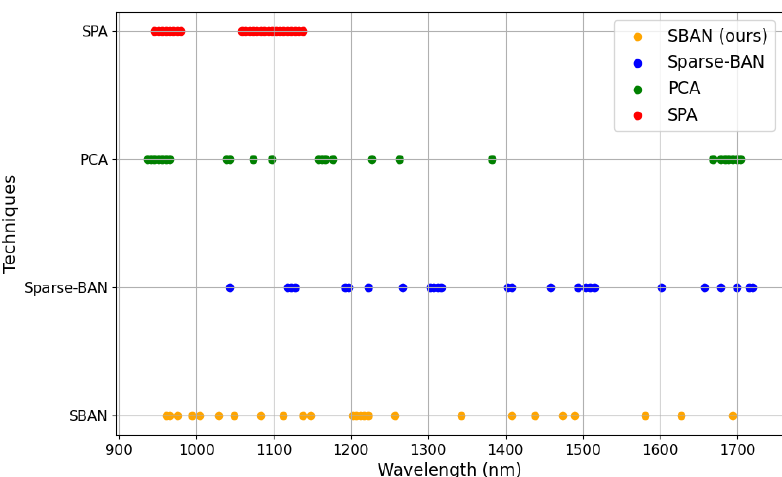 SPA
PCA
Sparse-BAN
SBAN
Techniques
900 1000 1100 1200 1300 1400 1500 1600 1700
Wavelength (nm)
SBAN (ours)
Sparse-BAN
PCA
SPA